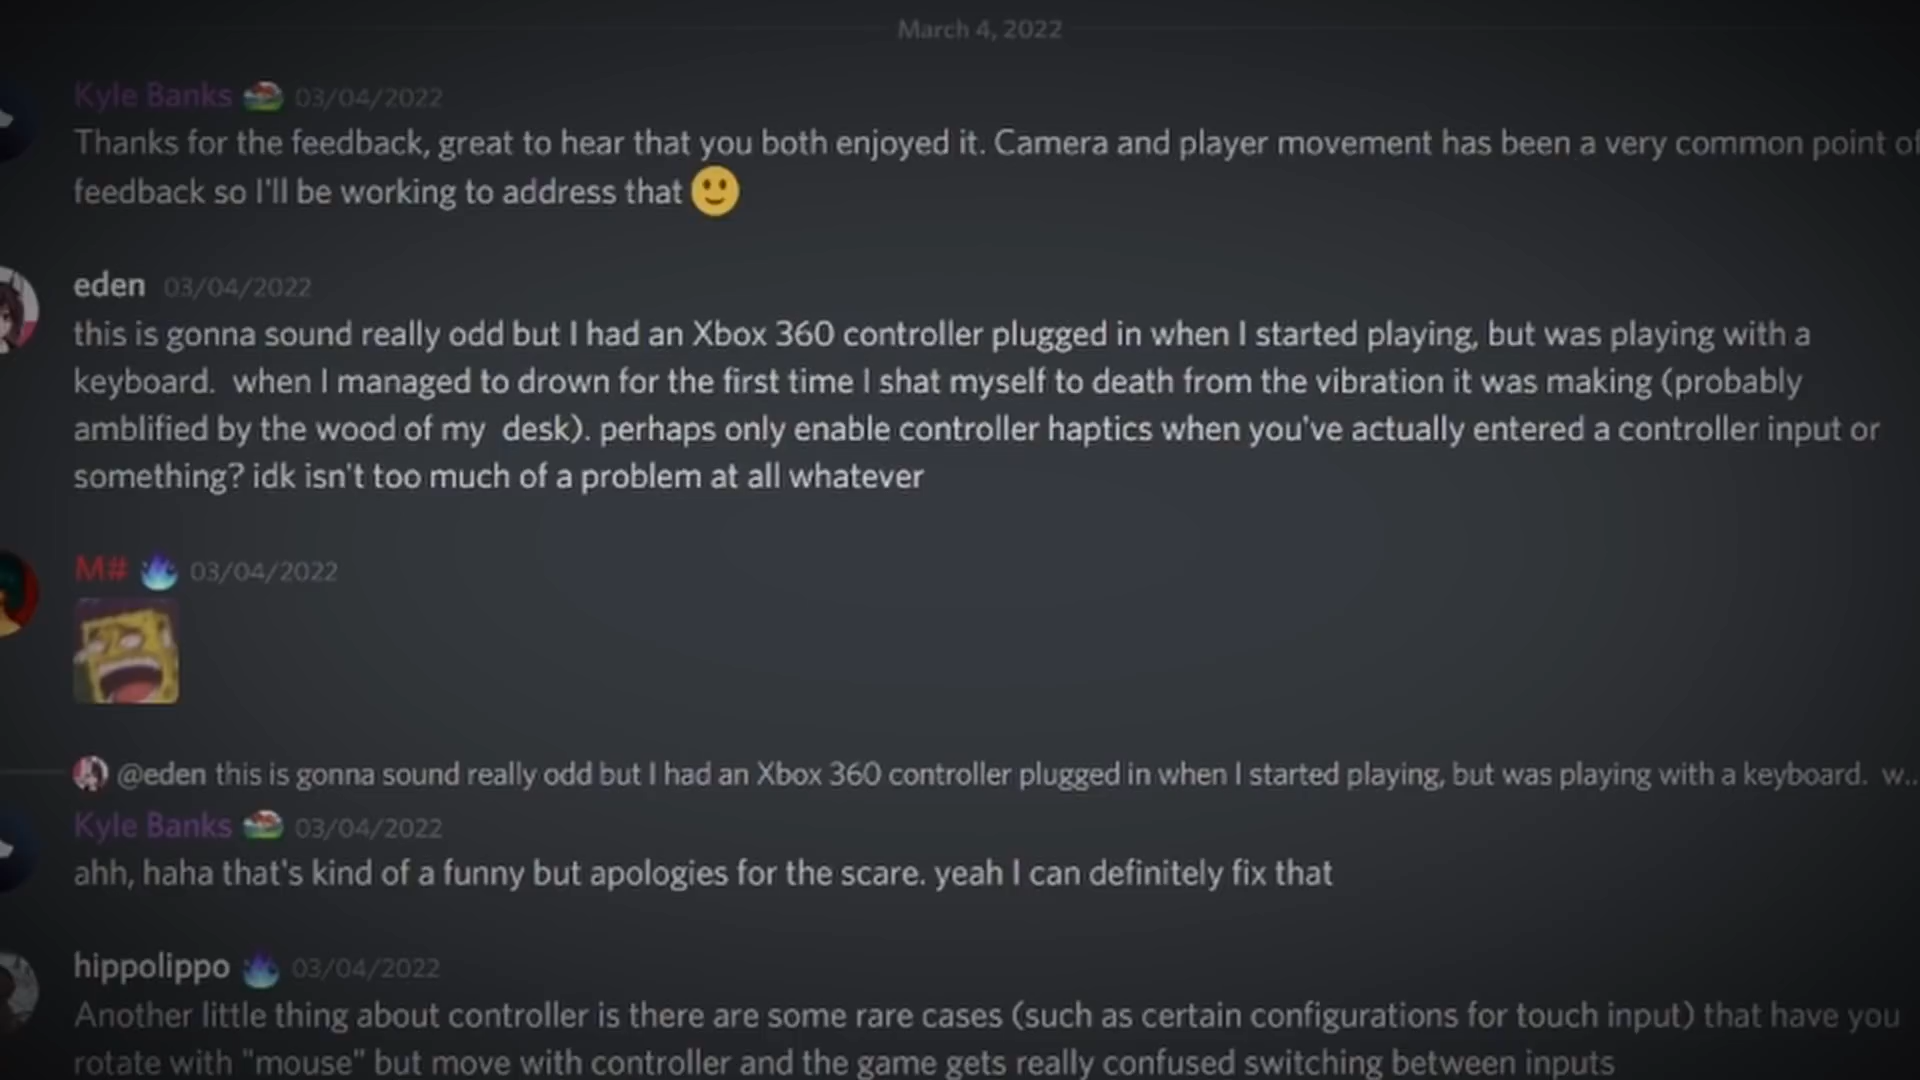 March 4, 2022
Kyle Banks 03/04/2022
Thanks for the feedback, great to hear that you both enjoyed it. Camera and player movement has been a very common point of
feedback so I'll be working to address that 🙂
eden 03/04/2022
this is gonna sound really odd but I had an Xbox 360 controller plugged in when I started playing, but was playing with a
keyboard. when I managed to drown for the first time I shat myself to death from the vibration it was making (probably
amblified by the wood of my desk). perhaps only enable controller haptics when you've actually entered a controller input or
something? idk isn't too much of a problem at all whatever
M# 03/04/2022
@eden this is gonna sound really odd but I had an Xbox 360 controller plugged in when I started playing, but was playing with a keyboard. w...
Kyle Banks 03/04/2022
ahh, haha that's kind of a funny but apologies for the scare. yeah I can definitely fix that
hippolippo 03/04/2022
Another little thing about controller is there are some rare cases (such as certain configurations for touch input) that have you
rotate with "mouse" but move with controller and the game gets really confused switching between inputs